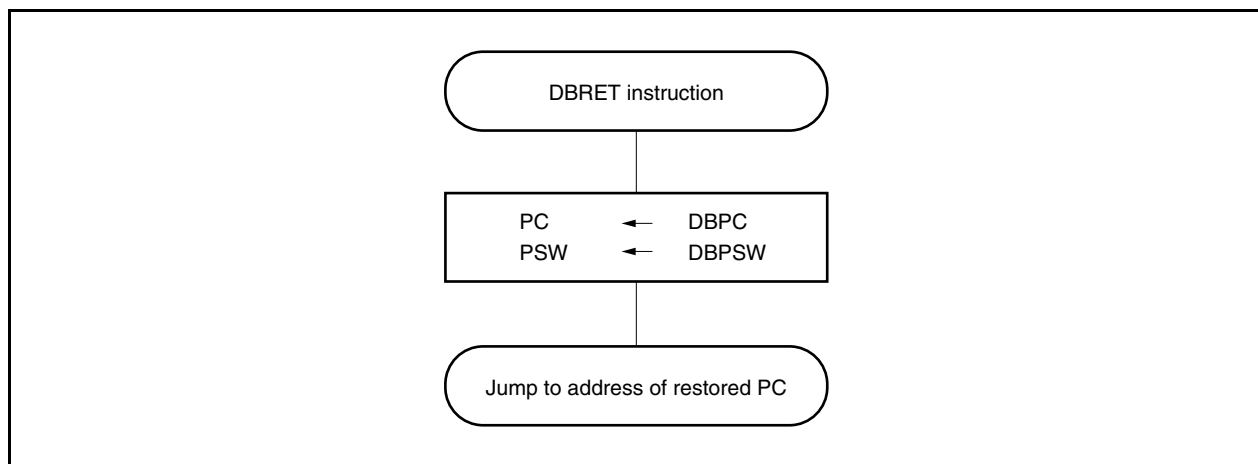 DBRET instruction
PC ← DBPC
PSW ← DBPSW
Jump to address of restored PC